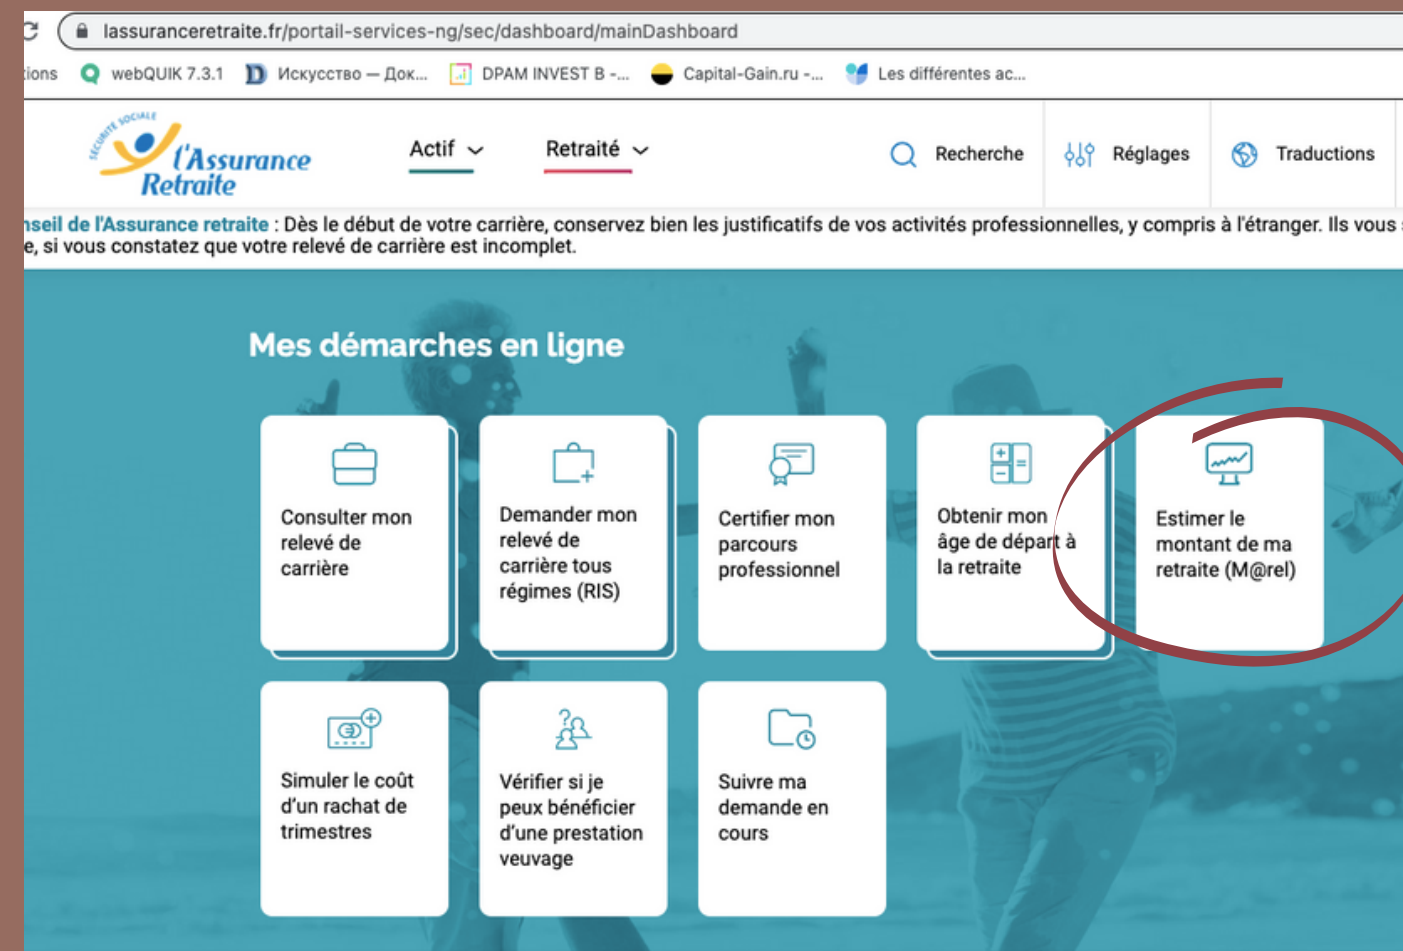 lassuranceretraite.fr/portail-services-ng/sec/dashboard/mainDashboard
webQUIK 7.3.1 Искусство — Док... DPAM INVEST B -... Capital-Gain.ru -... Les différentes ac...
SÉCURITÉ SOCIALE
l'Assurance
Retraite
Actif Retraité Recherche Réglages Traductions
de l'Assurance retraite : Dès le début de votre carrière, conservez bien les justificatifs de vos activités professionnelles, y compris à l'étranger. Ils vous
e, si vous constatez que votre relevé de carrière est incomplet.
Mes démarches en ligne
Consulter mon
relevé de
carrière
Demander mon
relevé de
carrière tous
régimes (RIS)
Certifier mon
parcours
professionnel
Obtenir mon
âge de départ à
la retraite
Estimer le
montant de ma
retraite (M@rel)
Simuler le coût
d'un rachat de
trimestres
Vérifier si je
peux bénéficier
d'une prestation
veuvage
Suivre ma
demande en
cours